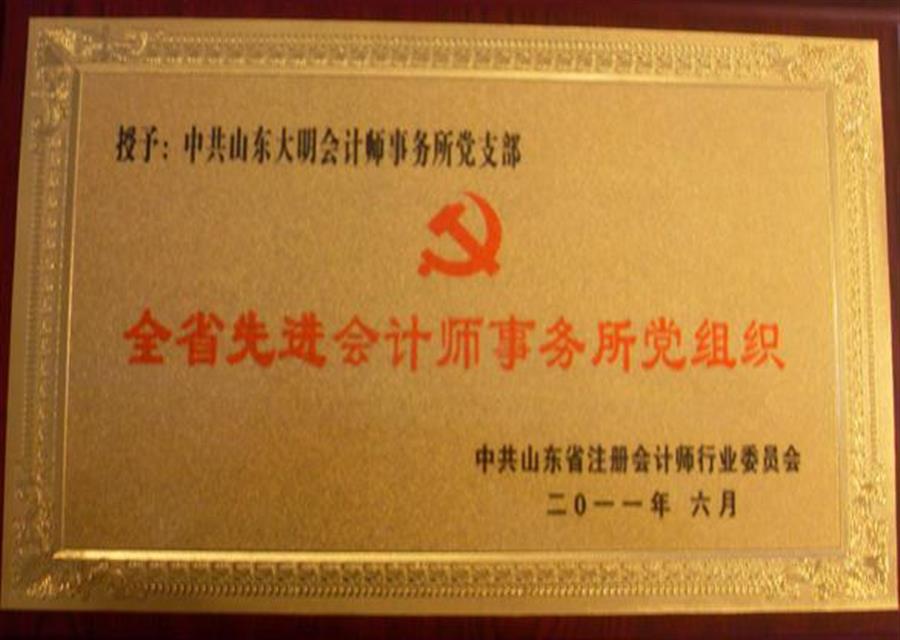 授予：中共山东大明会计师事务所党支部
全省先进会计师事务所党组织
中共山东省注册会计师行业委员会
二0一一年 六月